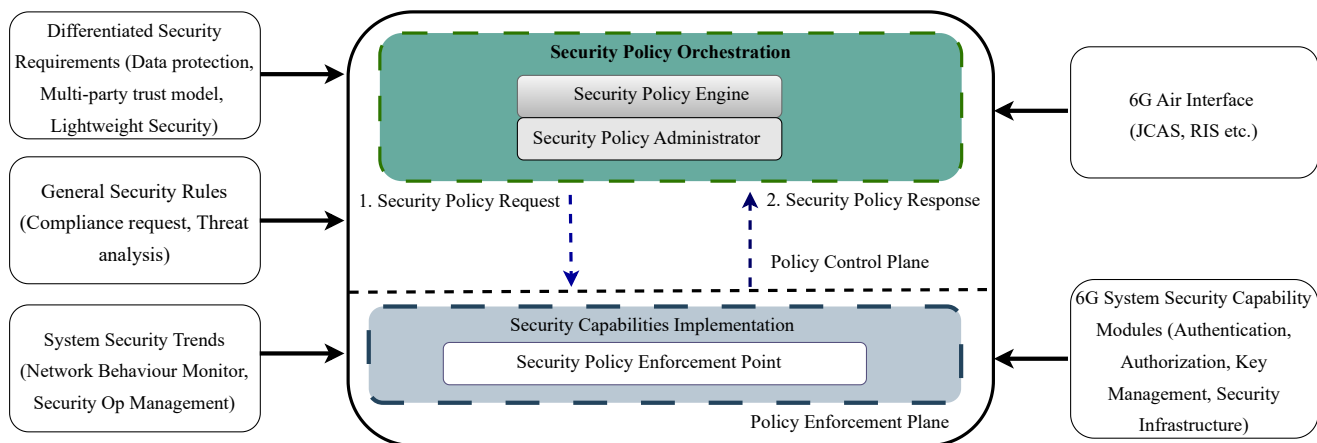 Differentiated Security
Requirements (Data protection,
Multi-party trust model,
Lightweight Security)
General Security Rules
(Compliance request, Threat
analysis)
System Security Trends
(Network Behaviour Monitor,
Security Op Management)
Security Policy Orchestration
Security Policy Engine
Security Policy Administrator
1. Security Policy Request
2. Security Policy Response
Policy Control Plane
Security Capabilities Implementation
Security Policy Enforcement Point
Policy Enforcement Plane
6G Air Interface
(JCAS, RIS etc.)
6G System Security Capability
Modules (Authentication,
Authorization, Key
Management, Security
Infrastructure)